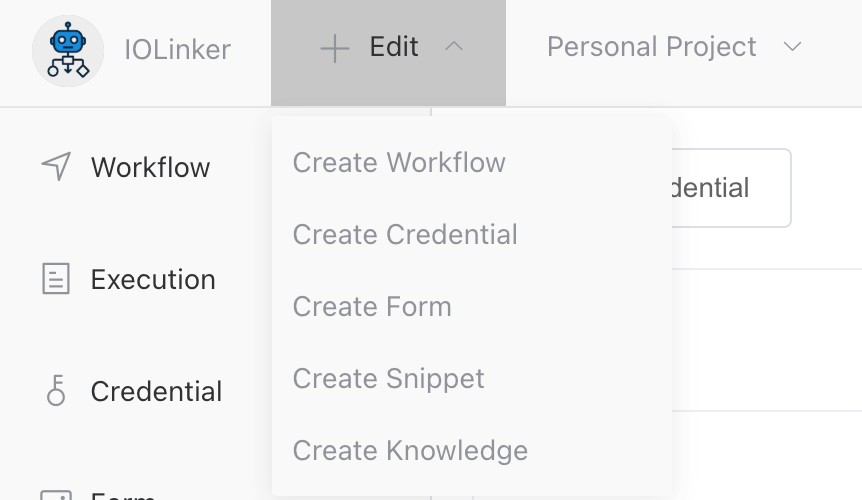 IOLinker
Edit
Personal Project
Workflow
Execution
Credential
Form
Create Workflow
Create Credential
Create Form
Create Snippet
Create Knowledge
dential